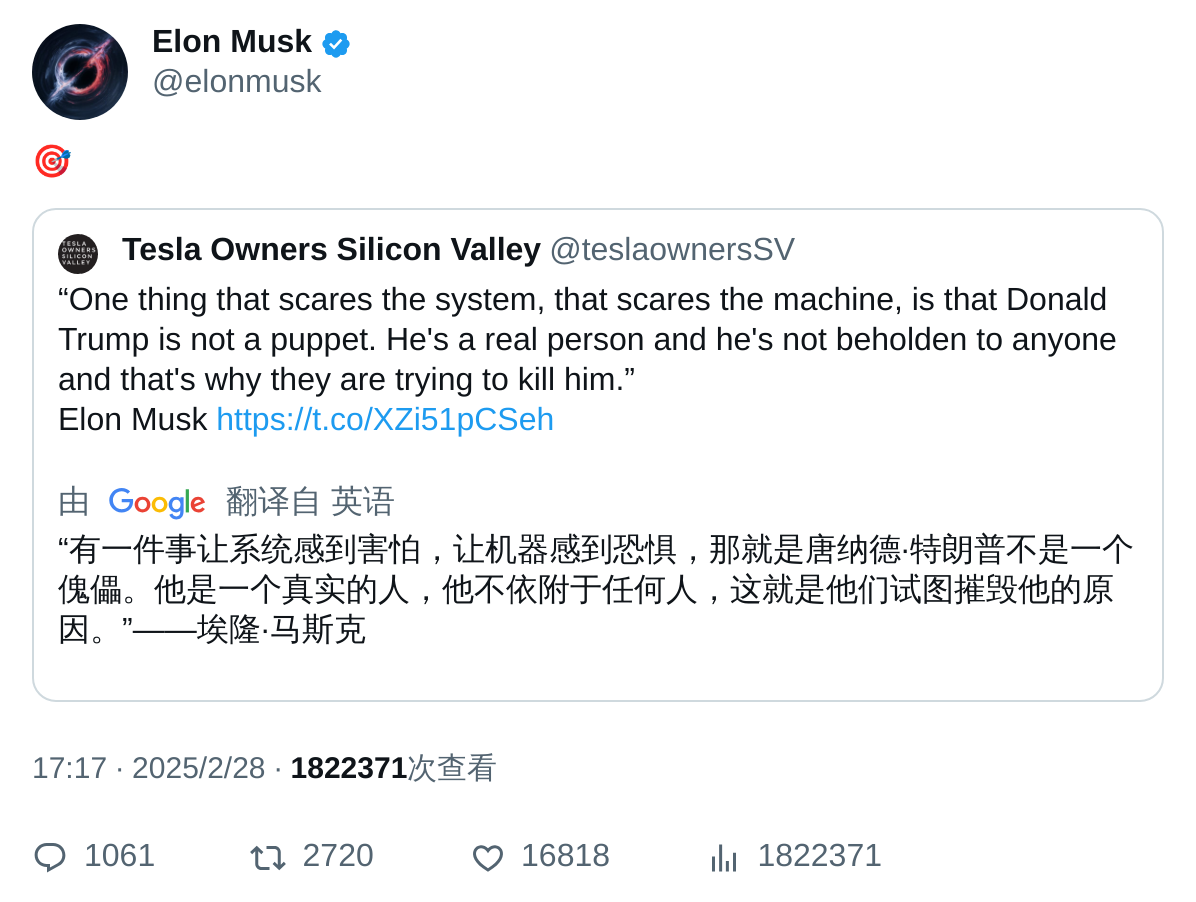 Elon Musk
@elonmusk
🎯
TESLA
OWNERS
SILICON
VALLEY
Tesla Owners Silicon Valley @teslaownersSV
“One thing that scares the system, that scares the machine, is that Donald
Trump is not a puppet. He's a real person and he's not beholden to anyone
and that's why they are trying to kill him.”
Elon Musk https://t.co/XZi51pCSeh
由 Google 翻译自 英语
“有一件事让系统感到害怕，让机器感到恐惧，那就是唐纳德·特朗普不是一个
傀儡。他是一个真实的人，他不依附于任何人，这就是他们试图摧毁他的原
因。”——埃隆·马斯克
17:17 · 2025/2/28 · 1822371次查看
1061 2720 16818 1822371